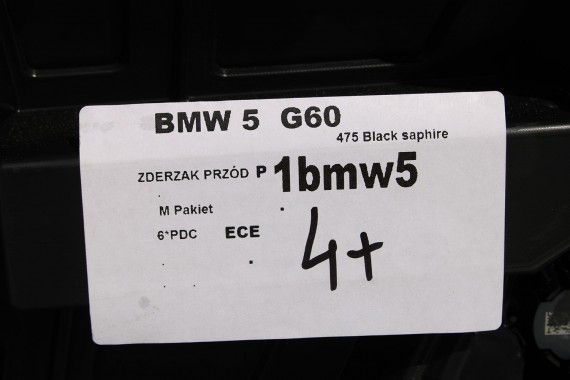 BMW 5 G60
475 Black saphire
ZDERZAK PRZÓD P 1bmw5
M Pakiet
6*PDC ECE
4+